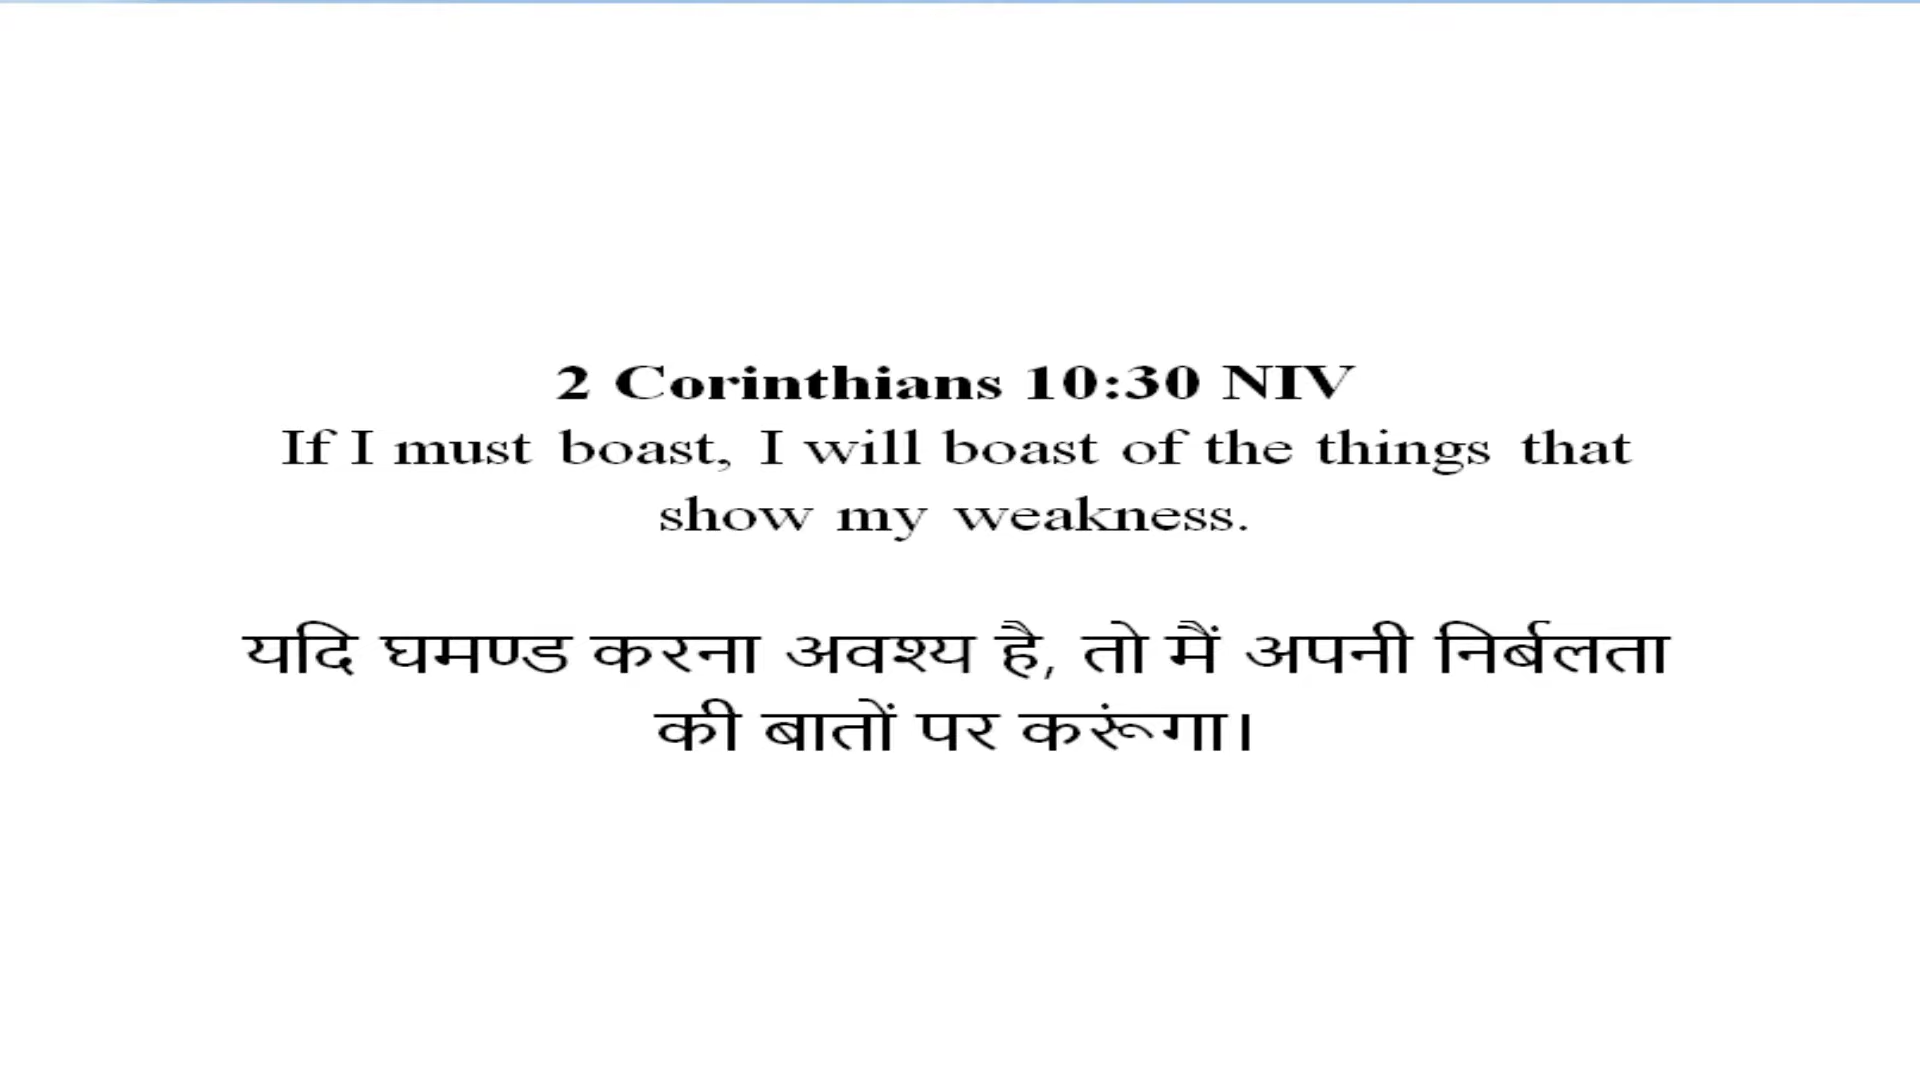 2 Corinthians 10:30 NIV
If I must boast, I will boast of the things that
show my weakness.
यदि घमण्ड करना अवश्य है, तो मैं अपनी निर्बलता
की बातों पर करूंगा।